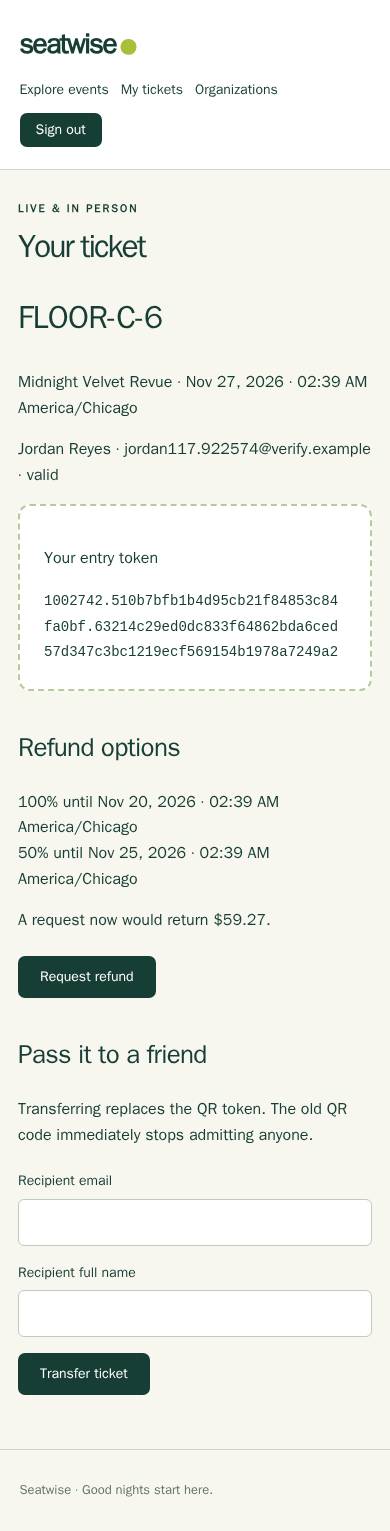 seatwise
Explore events My tickets Organizations
Sign out
LIVE & IN PERSON
Your ticket
FLOOR-C-6
Midnight Velvet Revue · Nov 27, 2026 · 02:39 AM
America/Chicago
Jordan Reyes · jordan117.922574@verify.example
· valid
Your entry token
1002742.510b7bfb1b4d95cb21f84853c84
fa0bf.63214c29ed0dc833f64862bda6ced
57d347c3bc1219ecf569154b1978a7249a2
Refund options
100% until Nov 20, 2026 · 02:39 AM
America/Chicago
50% until Nov 25, 2026 · 02:39 AM
America/Chicago
A request now would return $59.27.
Request refund
Pass it to a friend
Transferring replaces the QR token. The old QR
code immediately stops admitting anyone.
Recipient email
Recipient full name
Transfer ticket
Seatwise · Good nights start here.